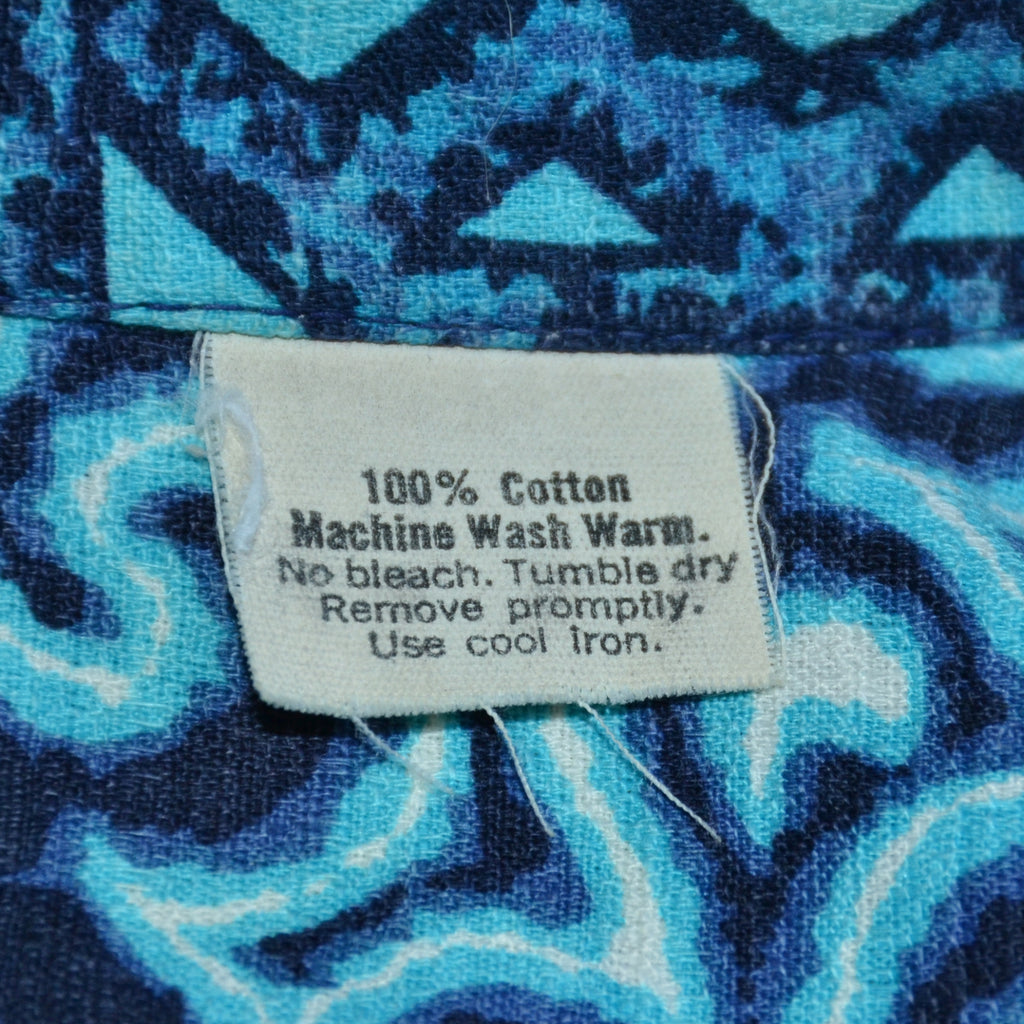 100% Cotton
Machine Wash Warm.
No bleach. Tumble dry
Remove promptly.
Use cool iron.